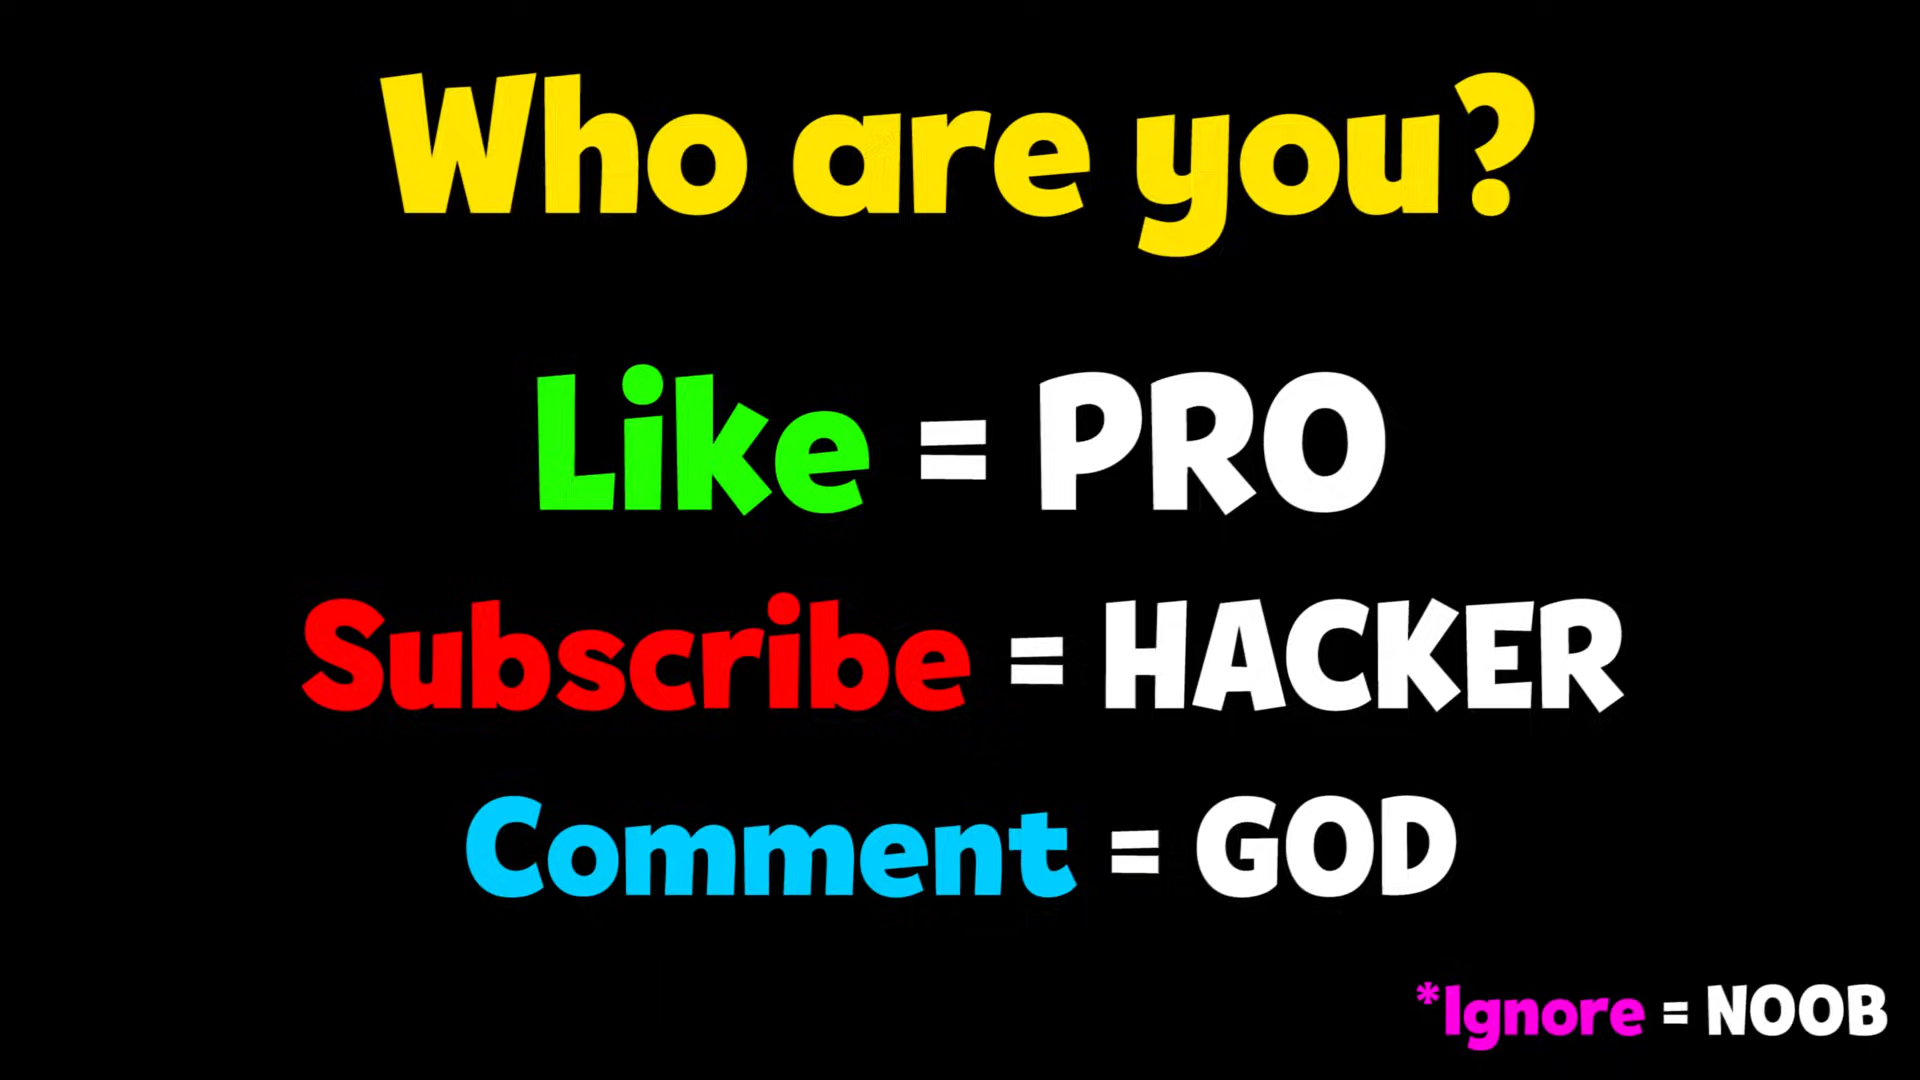 Who are you?
Like = PRO
Subscribe = HACKER
Comment = GOD
*Ignore = NOOB